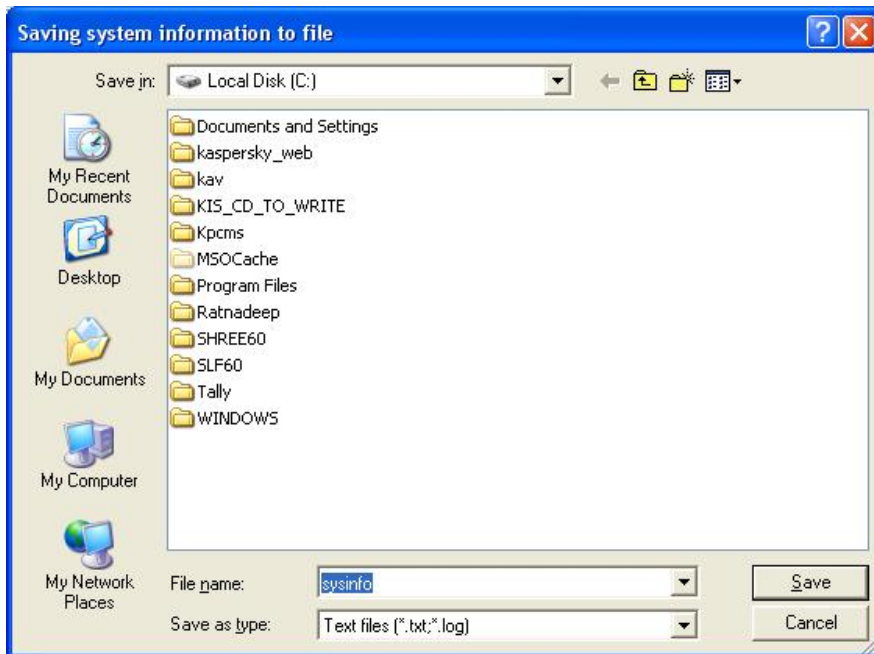 Saving system information to file
Save in:
Local Disk (C:)
My Recent
Documents
Desktop
My Documents
My Computer
My Network
Places
Documents and Settings
kaspersky_web
kav
KIS_CD_TO_WRITE
Kpcms
MSOCache
Program Files
Ratnadeep
SHREE60
SLF60
Tally
WINDOWS
File name:
sysinfo
Save
Save as type:
Text files (*.txt;*.log)
Cancel